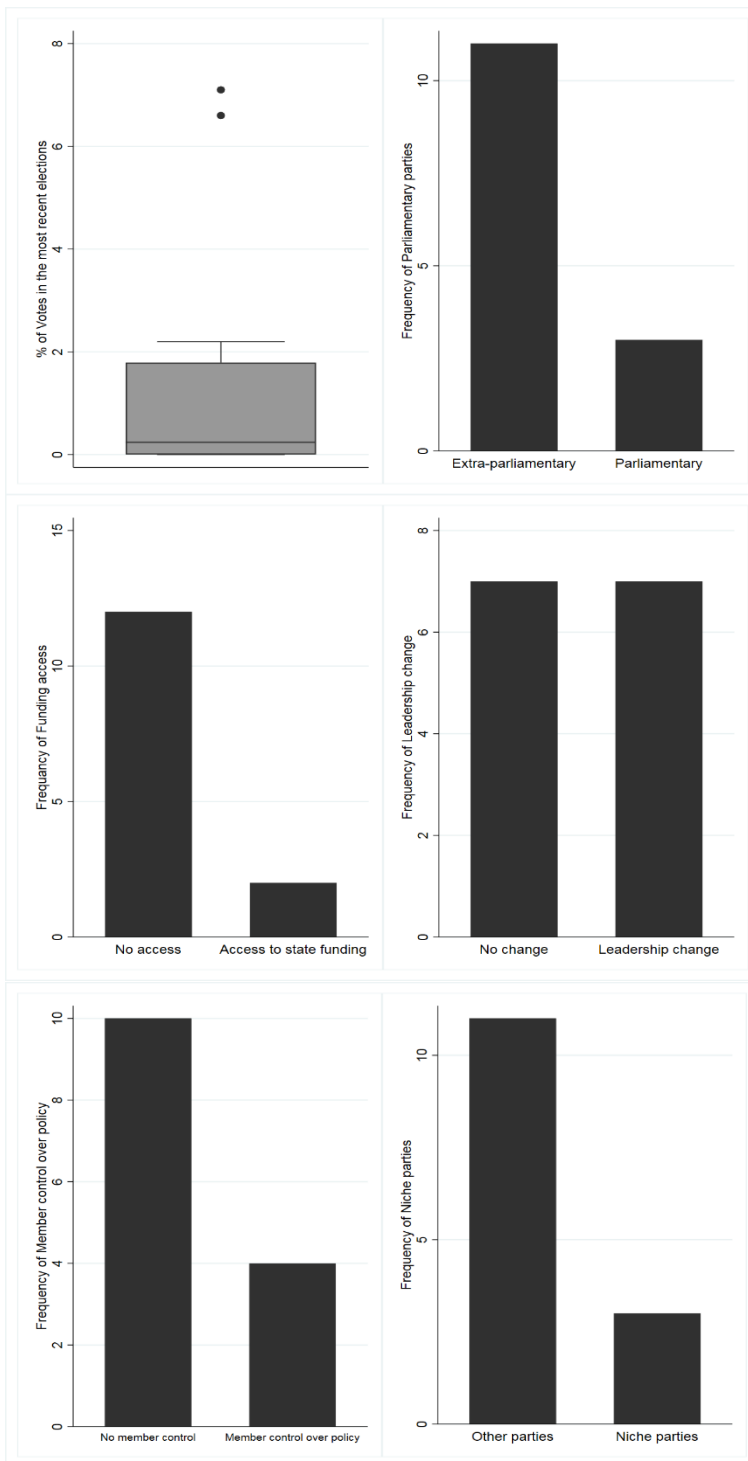 % of Votes in the most recent elections
8
6
4
2
0
Frequency of Parliamentary parties
10
5
0
Extra-parliamentary Parliamentary
Frequancy of Funding access
15
10
5
0
No access Access to state funding
Frequency of Leadership change
8
6
4
2
0
No change Leadership change
Frequency of Member control over policy
10
8
6
4
2
0
No member control Member control over policy
Frequency of Niche parties
10
5
0
Other parties Niche parties